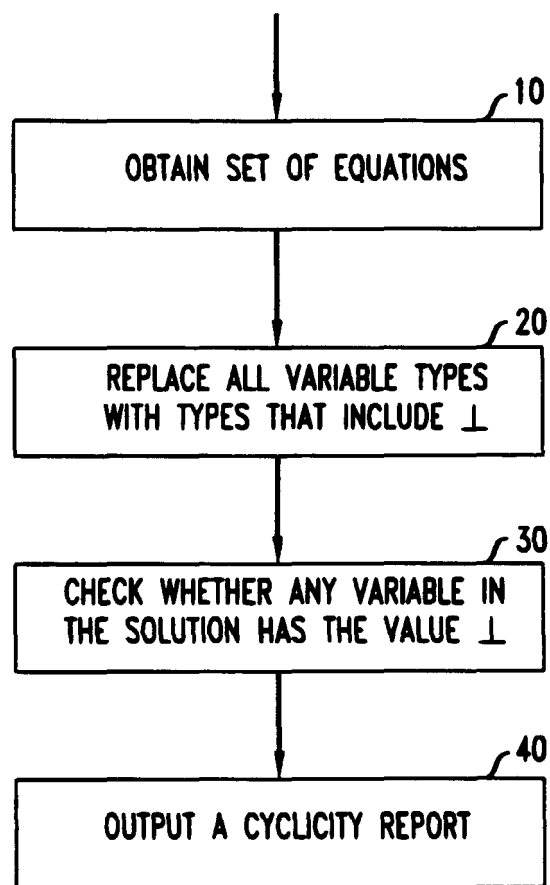 10
OBTAIN SET OF EQUATIONS
20
REPLACE ALL VARIABLE TYPES
WITH TYPES THAT INCLUDE ⊥
30
CHECK WHETHER ANY VARIABLE IN
THE SOLUTION HAS THE VALUE ⊥
40
OUTPUT A CYCLICITY REPORT